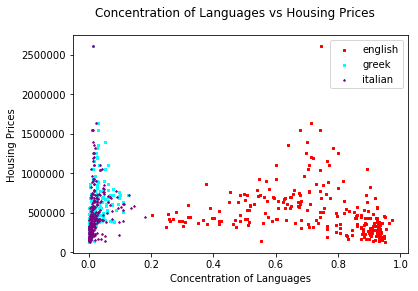 Concentration of Languages vs Housing Prices
english
greek
italian
Housing Prices
2500000
2000000
1500000
1000000
500000
0
0.0 0.2 0.4 0.6 0.8 1.0
Concentration of Languages